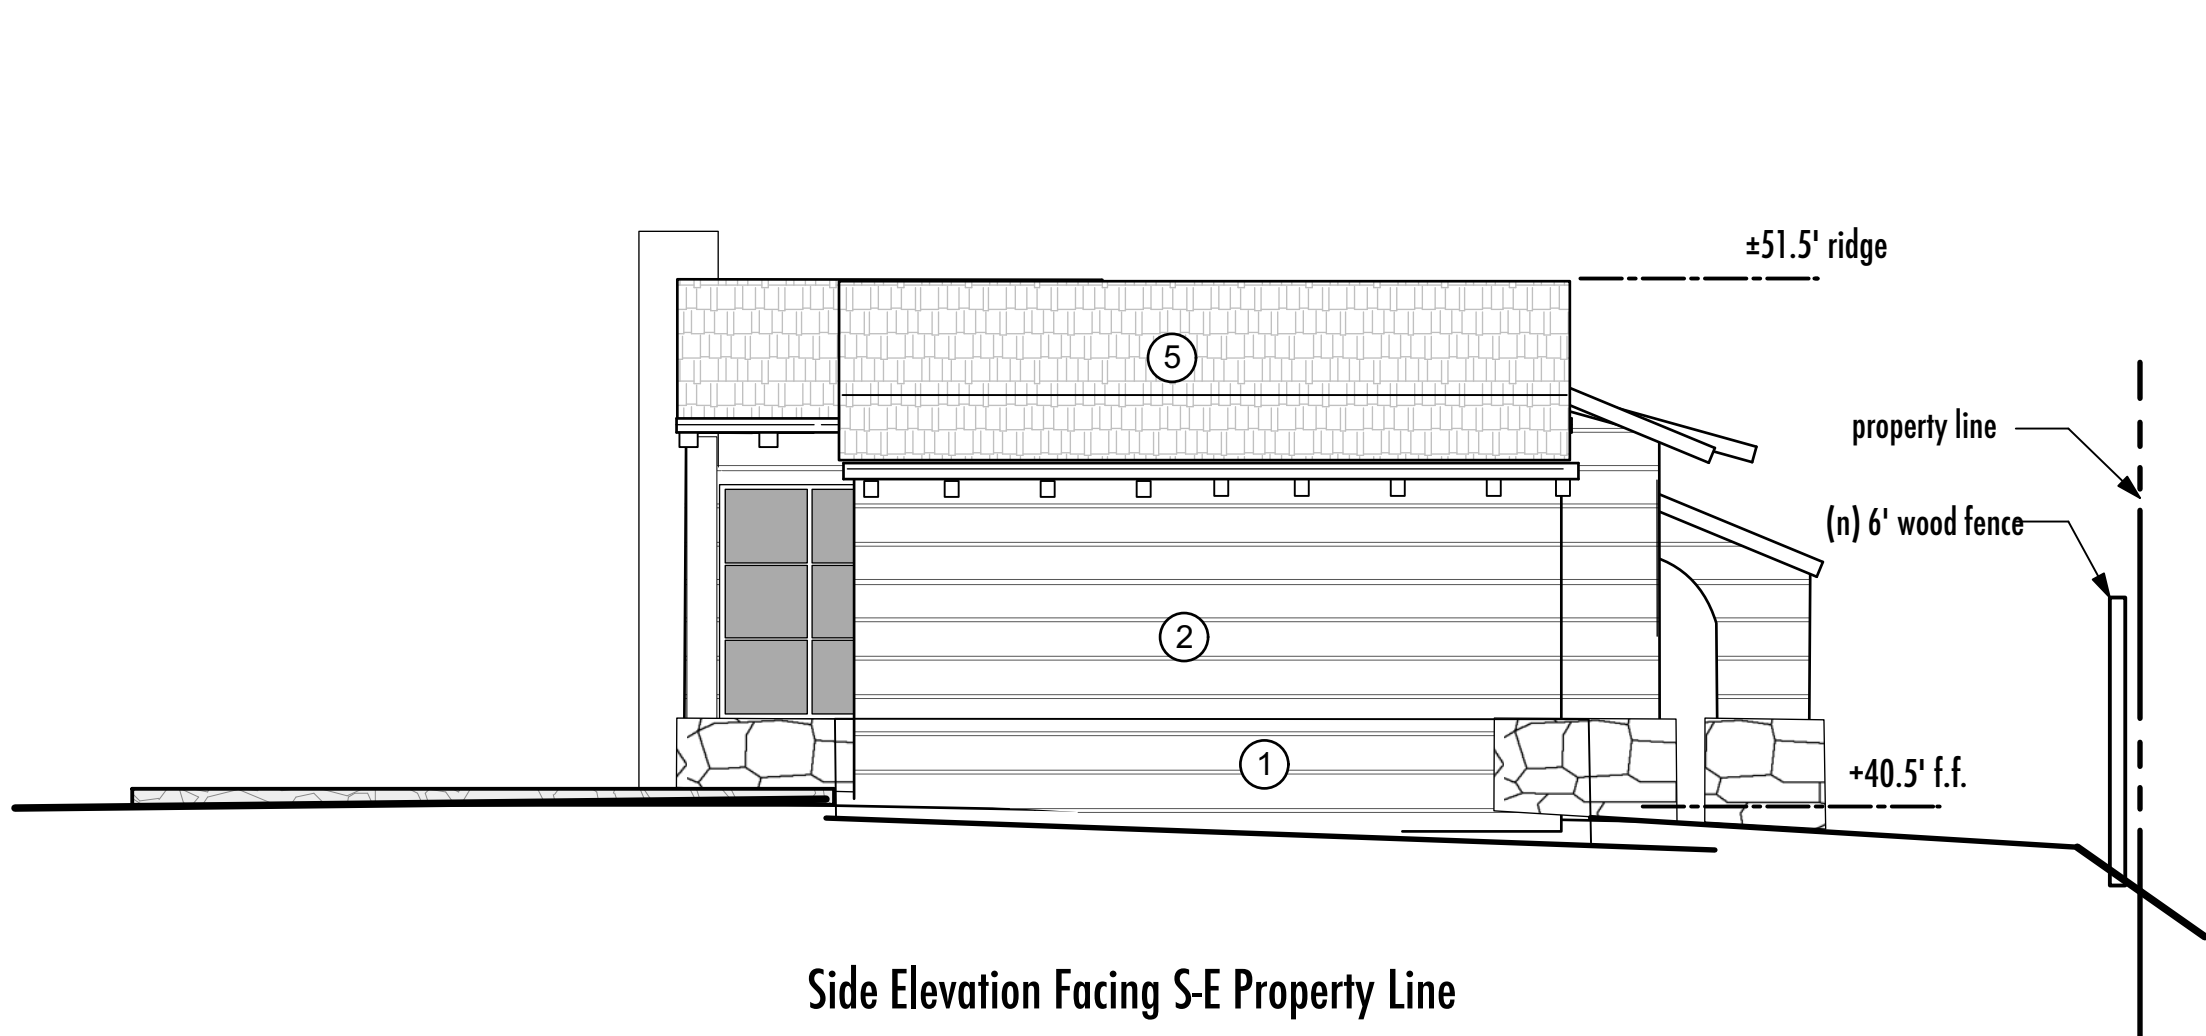 ±51.5' ridge
5
property line
(n) 6' wood fence
2
1
+40.5' f.f.
Side Elevation Facing S-E Property Line